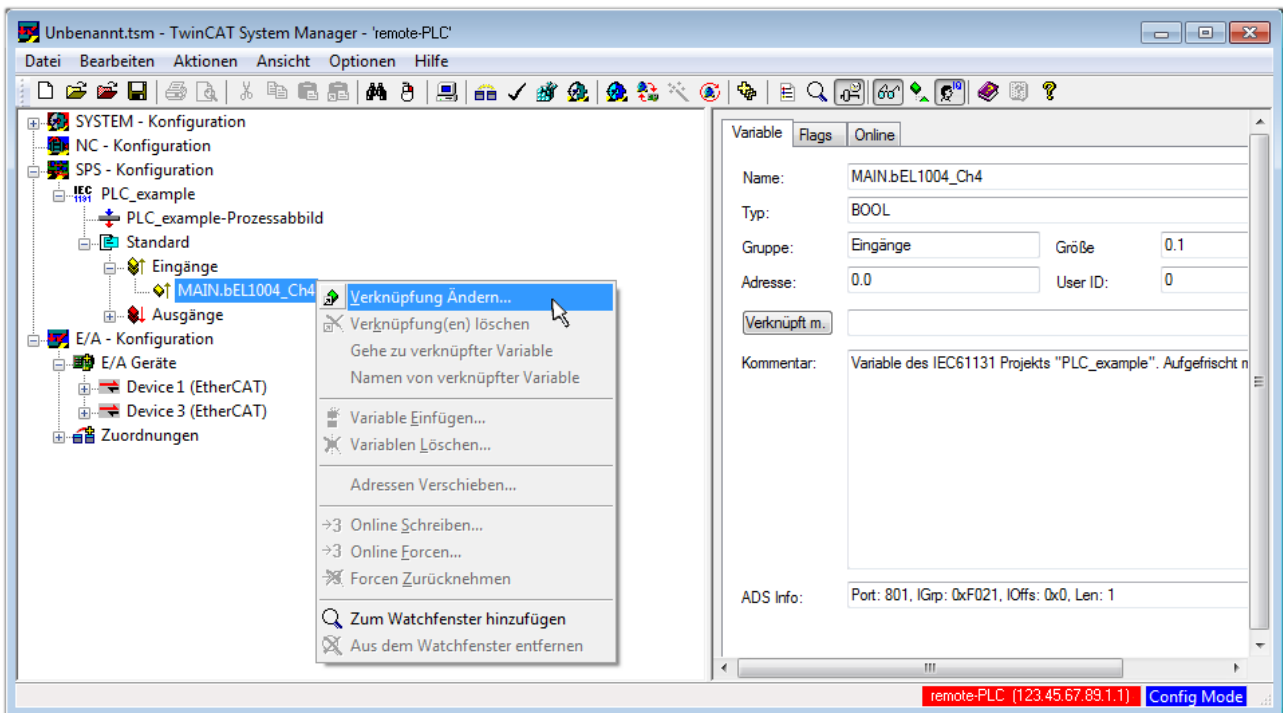 Unbenannt.tsm - TwinCAT System Manager - 'remote-PLC'
Datei Bearbeiten Aktionen Ansicht Optionen Hilfe
SYSTEM - Konfiguration
NC - Konfiguration
SPS - Konfiguration
IEC
1131
PLC_example
PLC_example-Prozessabbild
Standard
Eingänge
MAIN.bEL1004_Ch4
Ausgänge
E/A - Konfiguration
E/A Geräte
Device 1 (EtherCAT)
Device 3 (EtherCAT)
Zuordnungen
Verknüpfung Ändern...
Verknüpfung(en) löschen
Gehe zu verknüpfter Variable
Namen von verknüpfter Variable
Variable Einfügen...
Variablen Löschen...
Adressen Verschieben...
→3 Online Schreiben...
→3 Online Forcen...
Forcen Zurücknehmen
Zum Watchfenster hinzufügen
Aus dem Watchfenster entfernen
Variable Flags Online
Name: MAIN.bEL1004_Ch4
Typ: BOOL
Gruppe: Eingänge Größe 0.1
Adresse: 0.0 User ID: 0
Verknüpft m.
Kommentar: Variable des IEC61131 Projekts "PLC_example". Aufgefrischt m
ADS Info: Port: 801, IGrp: 0xF021, IOffs: 0x0, Len: 1
remote-PLC (123.45.67.89.1.1) Config Mode